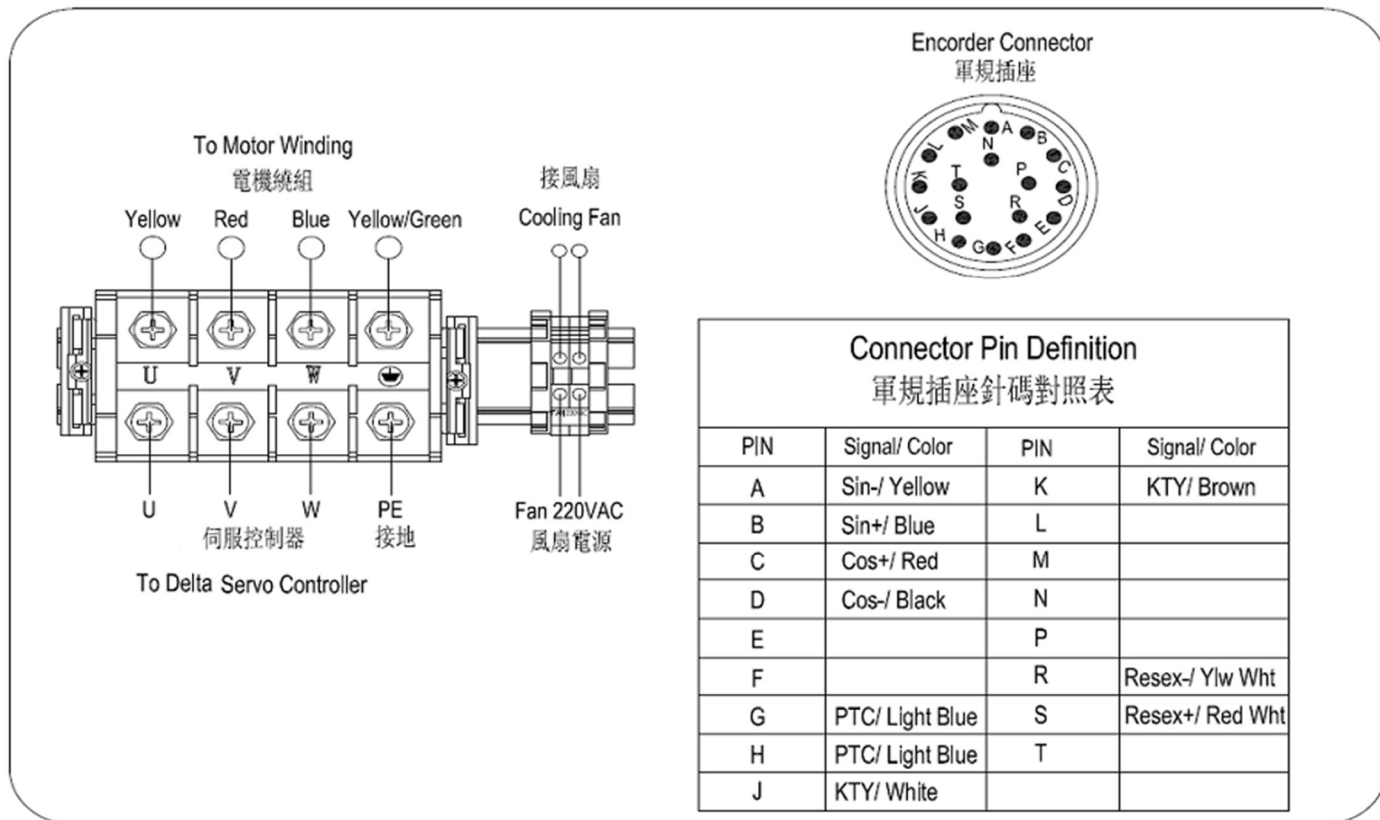 Encorder Connector
軍規插座
M A B C D E F G H J K L
N P R S T
To Motor Winding
電機繞組
Yellow Red Blue Yellow/Green
接風扇
Cooling Fan
U V W
U V W PE
伺服控制器 接地
To Delta Servo Controller
Fan 220VAC
風扇電源
Connector Pin Definition
軍規插座針碼對照表
PIN Signal/ Color PIN Signal/ Color
A Sin-/ Yellow K KTY/ Brown
B Sin+/ Blue L
C Cos+/ Red M
D Cos-/ Black N
E P
F R Resex-/ Ylw Wht
G PTC/ Light Blue S Resex+/ Red Wht
H PTC/ Light Blue T
J KTY/ White